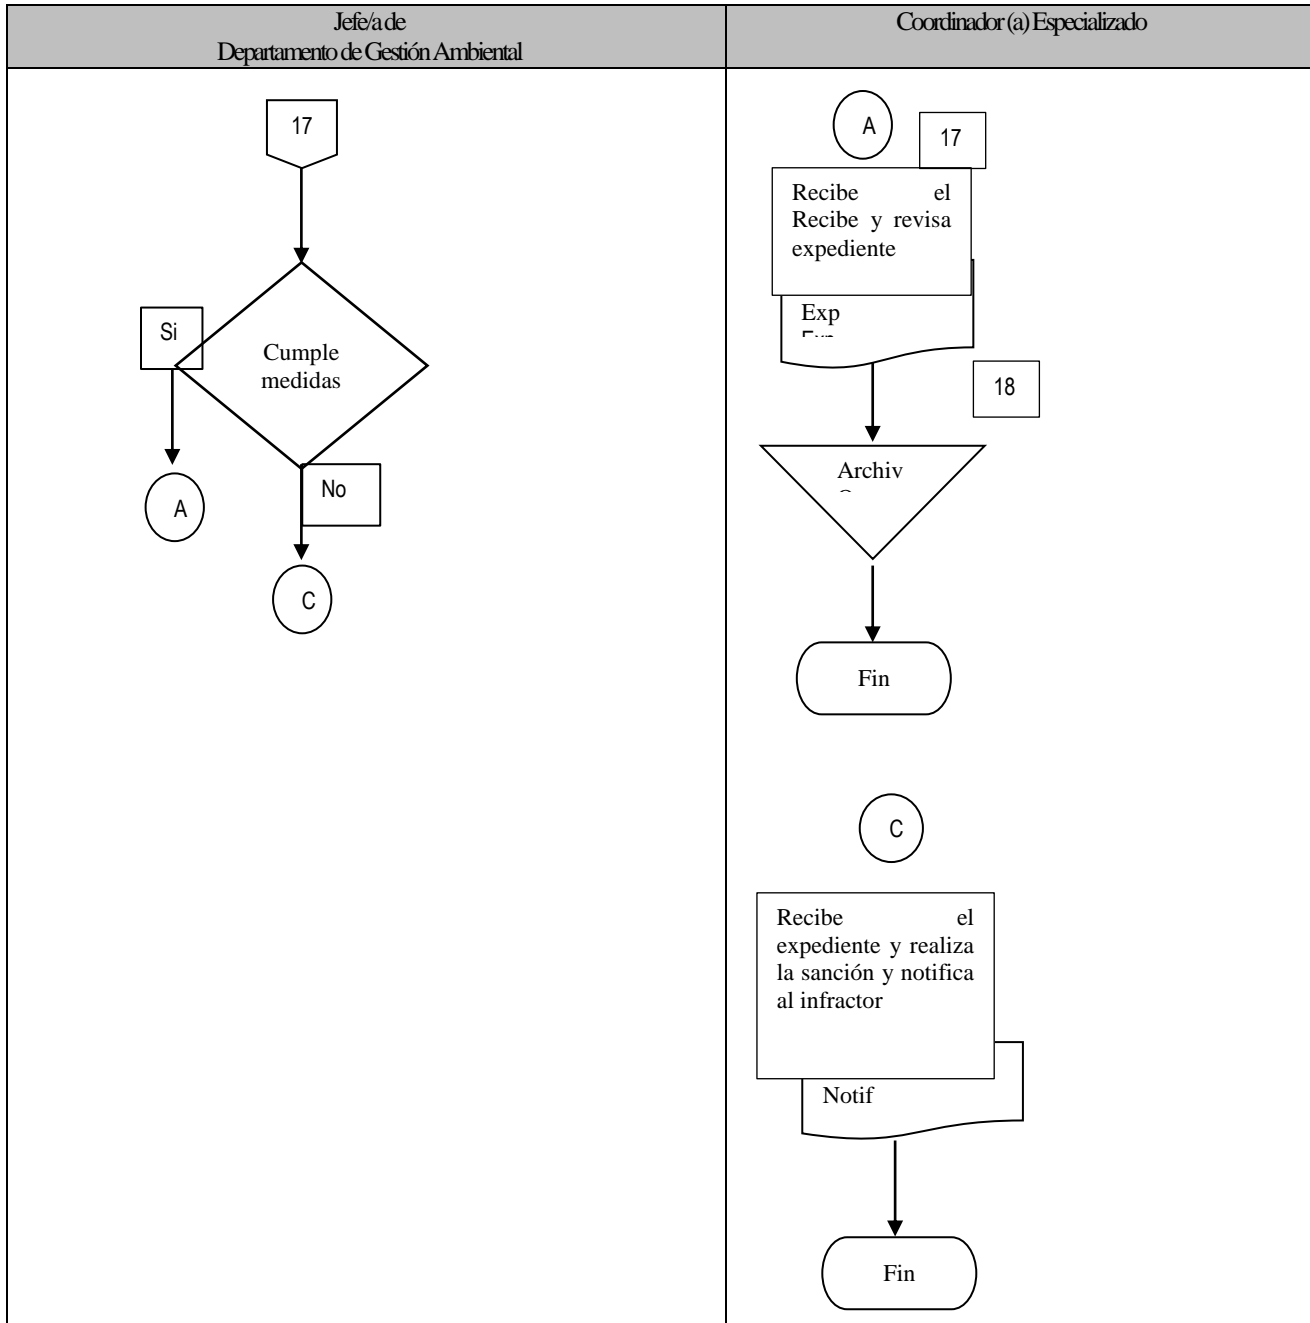 Jefe/a de
Departamento de Gestión Ambiental
Coordinador (a) Especializado
17
Cumple
medidas
Si
A
No
C
A
17
Recibe el
Recibe y revisa
expediente
Exp
18
Archiv
Fin
C
Recibe el
expediente y realiza
la sanción y notifica
al infractor
Notif
Fin